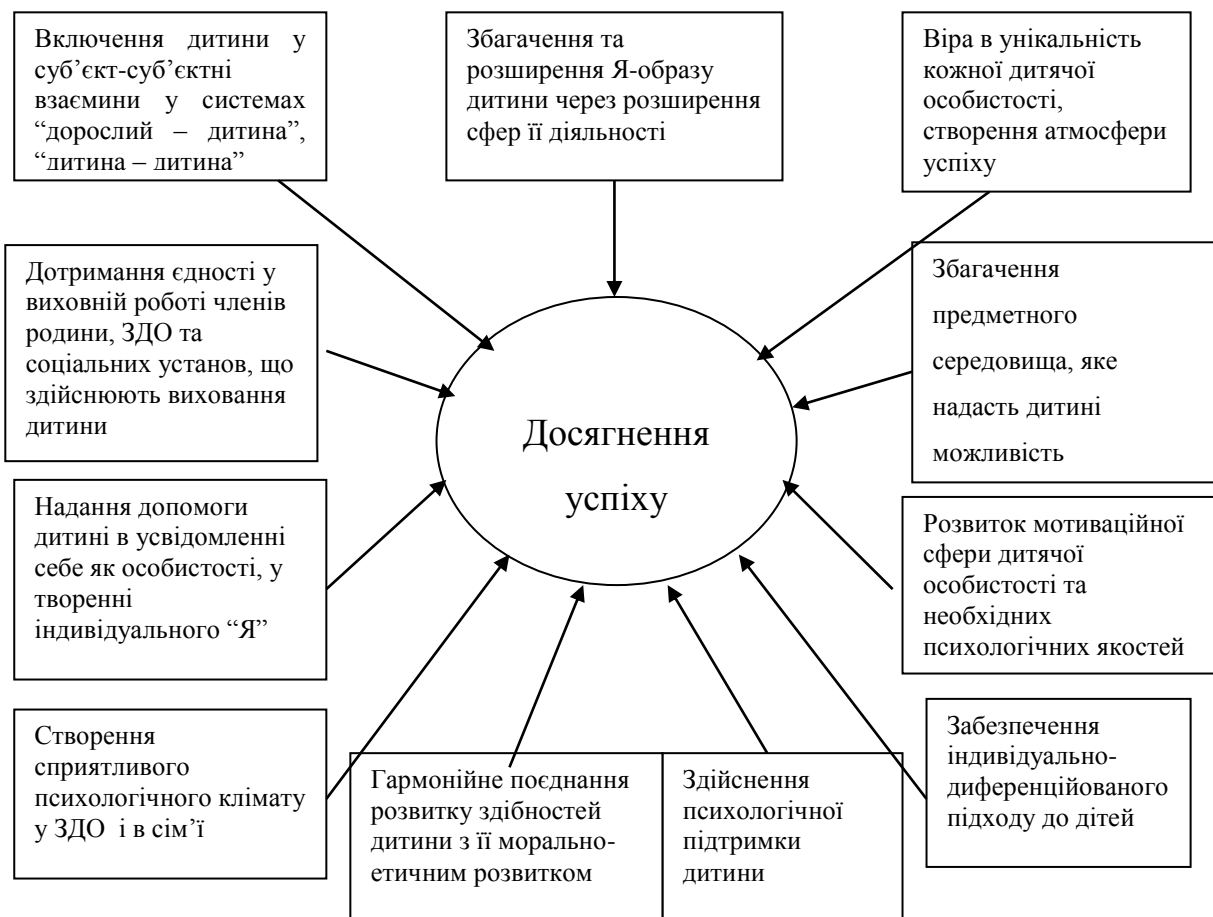 Включення дитини у
суб’єкт-суб’єктні
взаємини у системах
“дорослий – дитина”,
“дитина – дитина”
Збагачення та
розширення Я-образу
дитини через розширення
сфер її діяльності
Віра в унікальність
кожної дитячої
особистості,
створення атмосфери
успіху
Дотримання єдності у
виховній роботі членів
родини, ЗДО та
соціальних установ, що
здійснюють виховання
дитини
Збагачення
предметного
середовища, яке
надасть дитині
можливість
Досягнення
успіху
Надання допомоги
дитині в усвідомленні
себе як особистості, у
творенні
індивідуального “Я”
Розвиток мотиваційної
сфери дитячої
особистості та
необхідних
психологічних якостей
Створення
сприятливого
психологічного клімату
у ЗДО і в сім’ї
Гармонійне поєднання
розвитку здібностей
дитини з її морально-
етичним розвитком
Здійснення
психологічної
підтримки
дитини
Забезпечення
індивідуально-
диференційованого
підходу до дітей